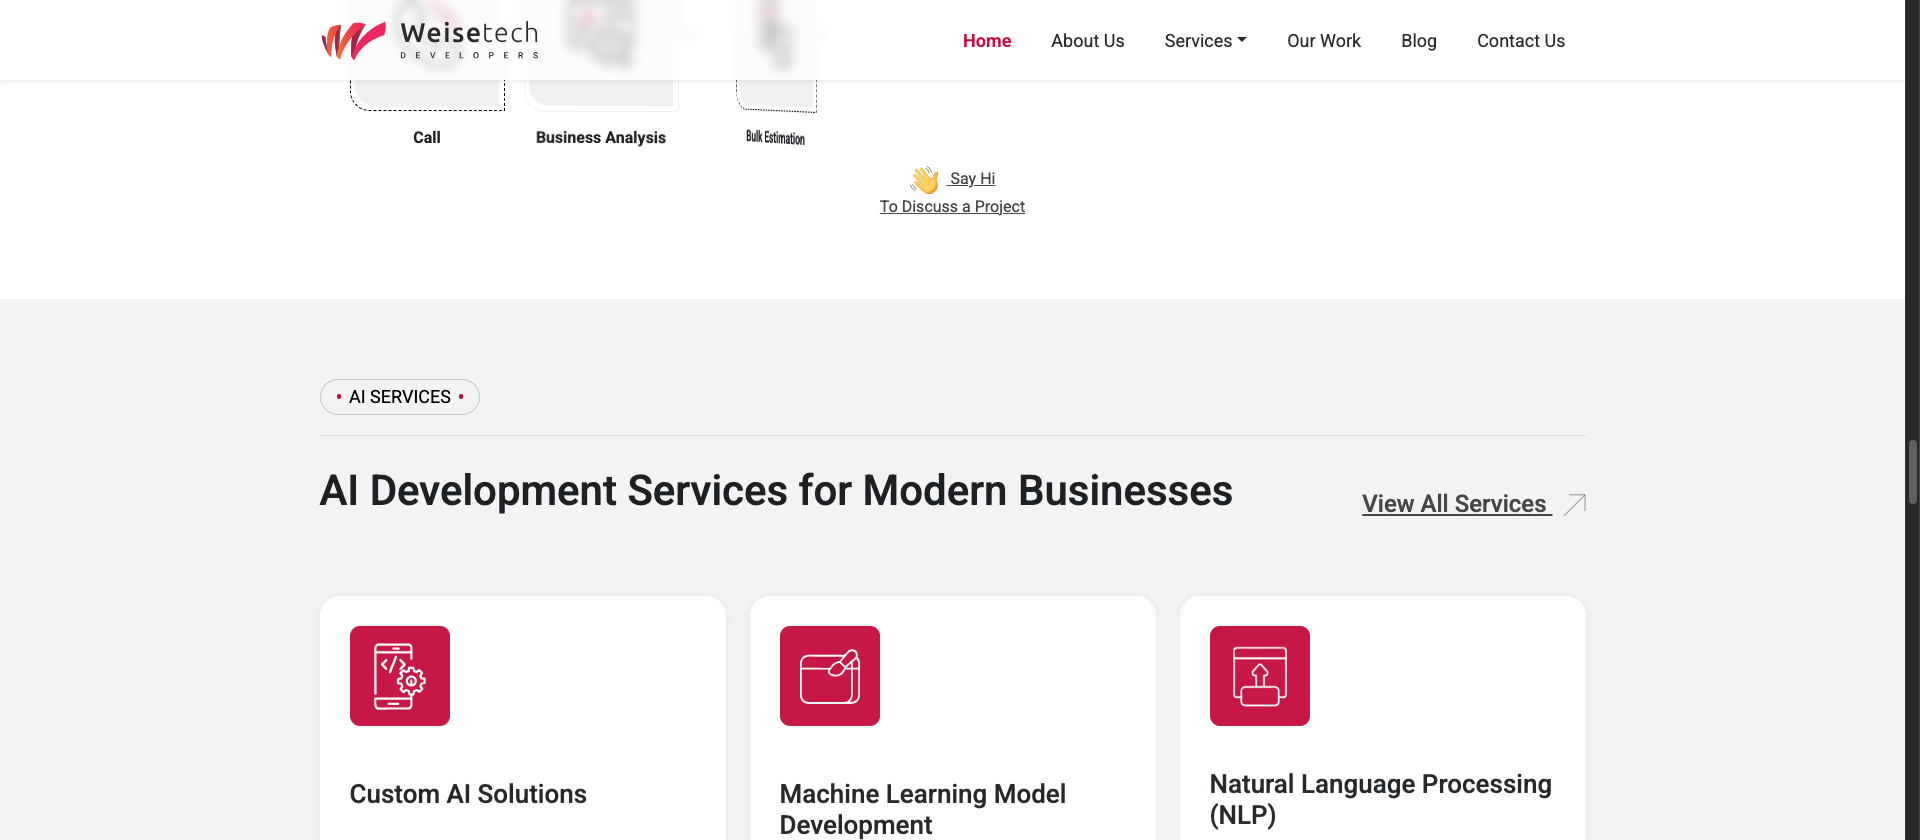 Weisetech
DEVELOPERS
Home
About Us
Services
Our Work
Blog
Contact Us
Call
Business Analysis
Bulk Estimation
Say Hi
To Discuss a Project
• AI SERVICES •
AI Development Services for Modern Businesses
View All Services
Custom AI Solutions
Machine Learning Model
Development
Natural Language Processing
(NLP)